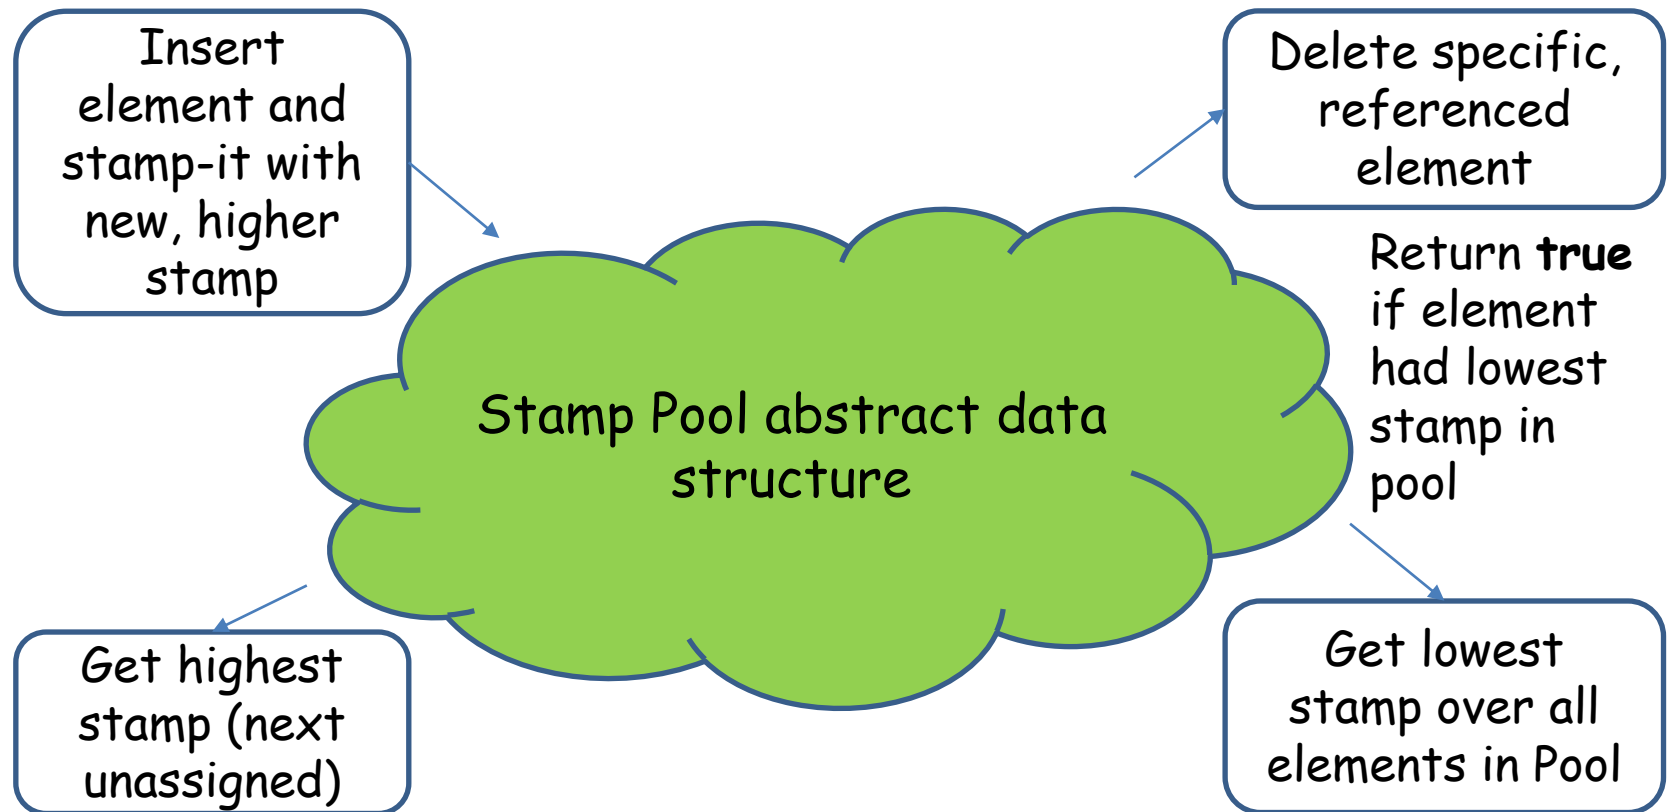 Insert
element and
stamp-it with
new, higher
stamp
Delete specific,
referenced
element
Return true
if element
had lowest
stamp in
pool
Stamp Pool abstract data
structure
Get highest
stamp (next
unassigned)
Get lowest
stamp over all
elements in Pool